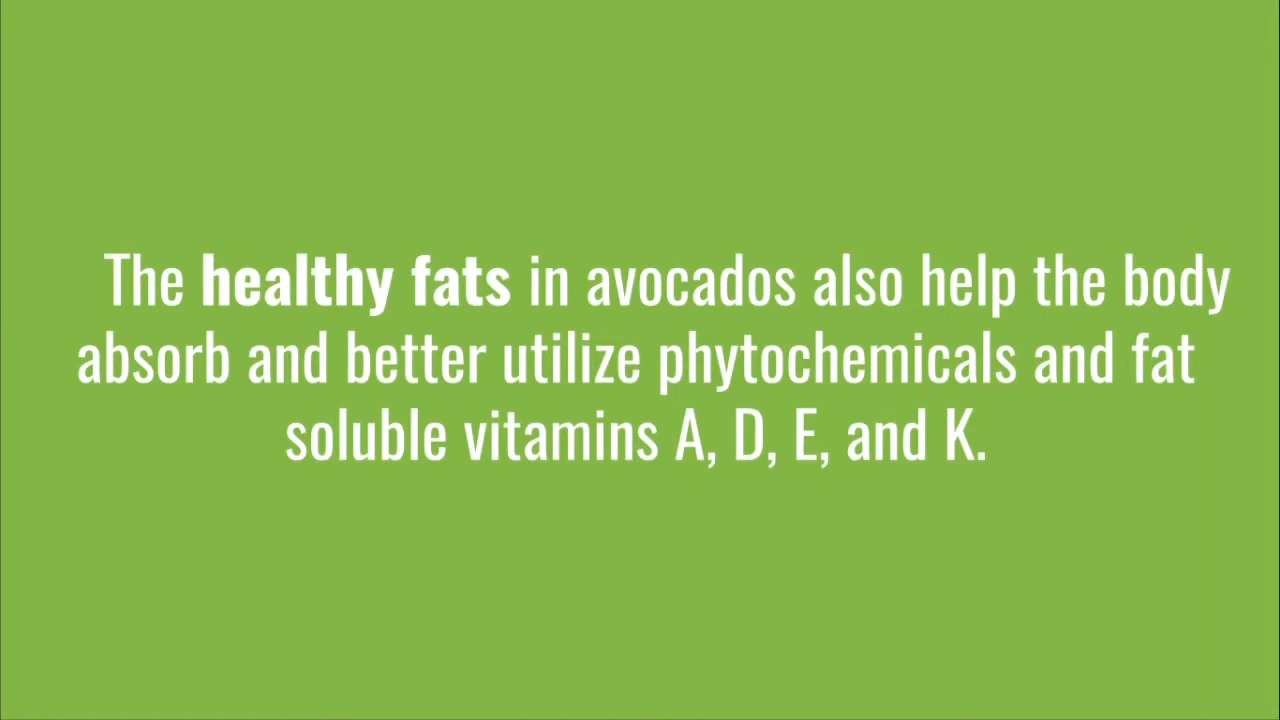 The healthy fats in avocados also help the body
absorb and better utilize phytochemicals and fat
soluble vitamins A, D, E, and K.